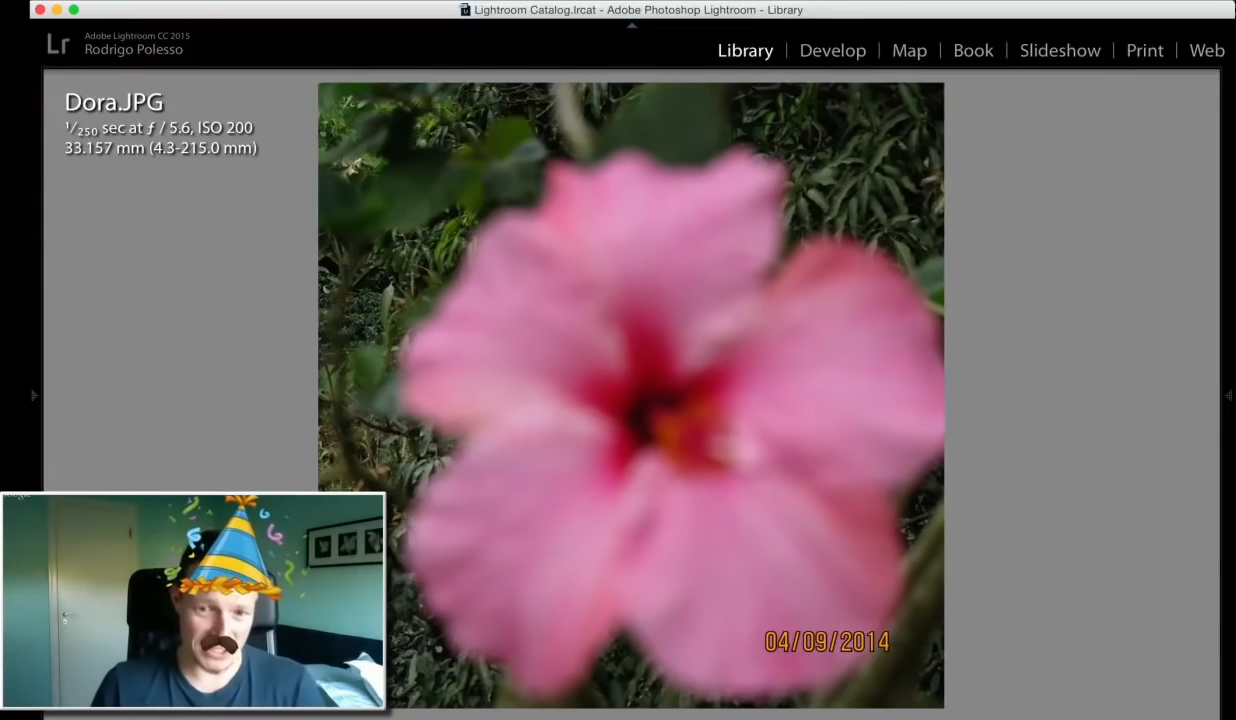 Lightroom Catalog.lrcat - Adobe Photoshop Lightroom - Library
Lr
Adobe Lightroom CC 2015
Rodrigo Polesso
Library | Develop | Map | Book | Slideshow | Print | Web
Dora.JPG
1/250 sec at ƒ / 5.6, ISO 200
33.157 mm (4.3-215.0 mm)
04/09/2014